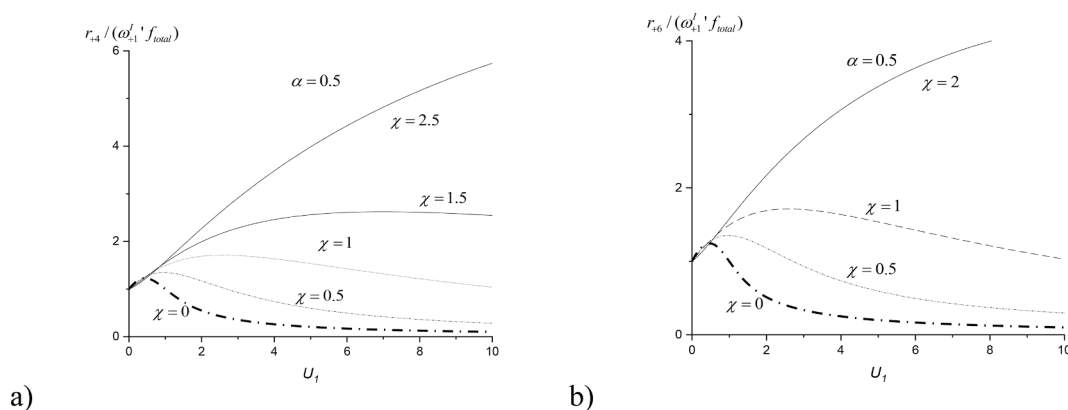 r+4 / (ω+1^I ' f_total)
6
α = 0.5
χ = 2.5
4
χ = 1.5
2
χ = 1
χ = 0.5
χ = 0
0
0 2 4 6 8 10
U1
a)
r+6 / (ω+1^I ' f_total)
4
α = 0.5
χ = 2
2
χ = 1
χ = 0.5
χ = 0
0
0 2 4 6 8 10
U1
b)